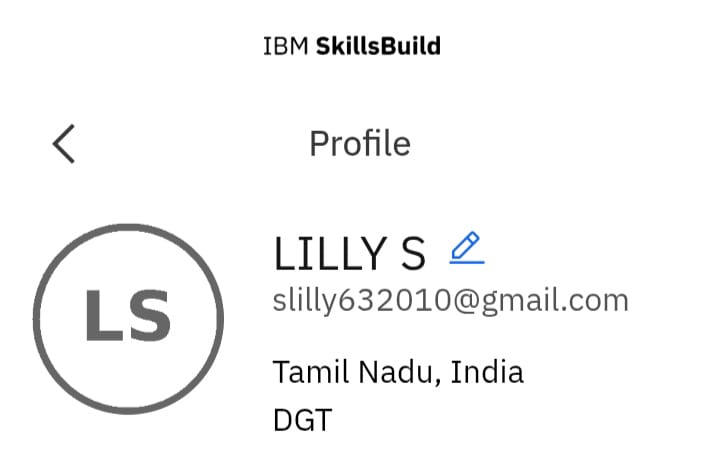 IBM SkillsBuild
Profile
LS
LILLY S
slilly632010@gmail.com
Tamil Nadu, India
DGT